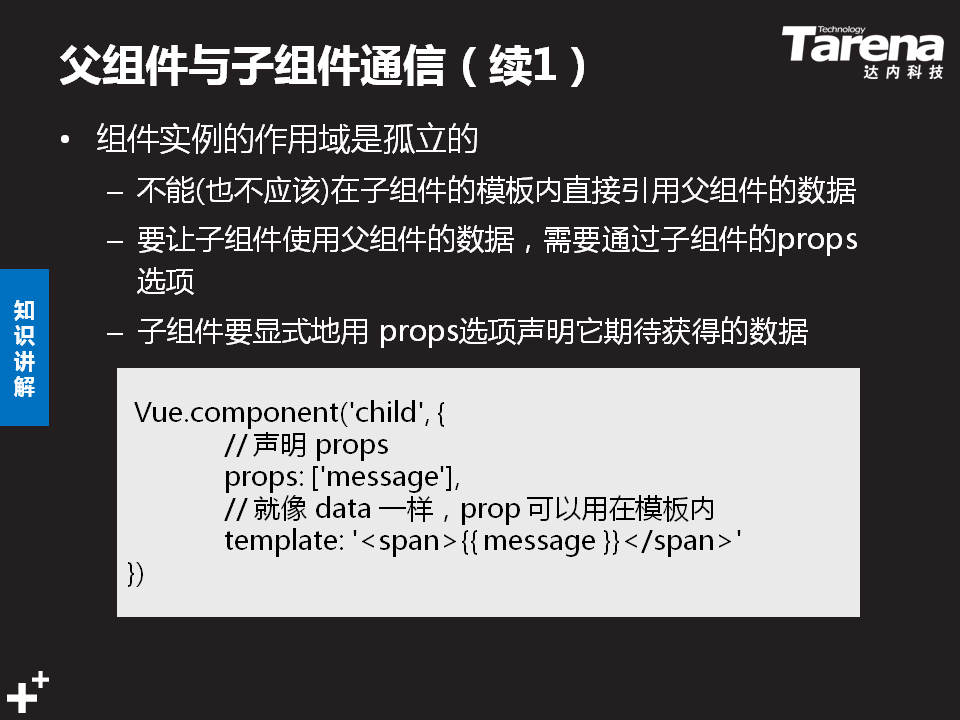 父组件与子组件通信（续1）
Technology
Tarena
达内科技
• 组件实例的作用域是孤立的
– 不能(也不应该)在子组件的模板内直接引用父组件的数据
– 要让子组件使用父组件的数据，需要通过子组件的props
选项
– 子组件要显式地用 props选项声明它期待获得的数据
知
识
讲
解
Vue.component('child', {
// 声明 props
props: ['message'],
// 就像 data 一样，prop 可以用在模板内
template: '<span>{{ message }}</span>'
})